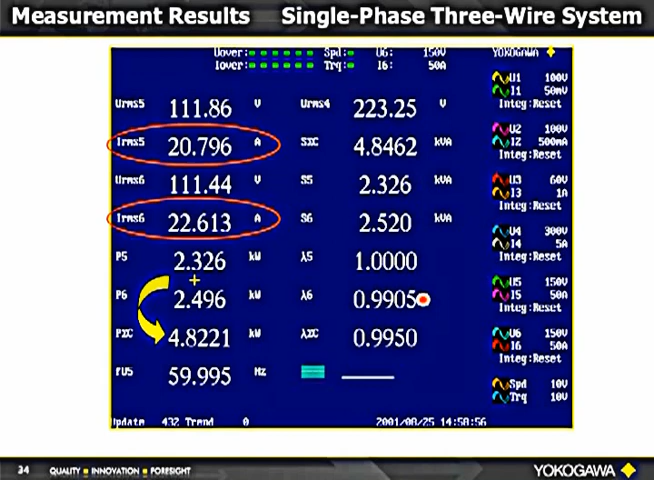 Measurement Results Single-Phase Three-Wire System
Uover: Spd: U6: 150V YOKOGAWA
Iover: Trq: I6: 50A
U1 100V
I1 50mV
Integ:Reset
Urms5 111.86 V Urms4 223.25 V
Irms5 20.796 A SΣC 4.8462 kVA
U2 100V
I2 500mA
Integ:Reset
Urms6 111.44 V S5 2.326 kVA
U3 60V
I3 1A
Integ:Reset
Irms6 22.613 A S6 2.520 kVA
U4 300V
I4 5A
P5 2.326 kW λ5 1.0000
+
U5 150V
I5 50A
Integ:Reset
P6 2.496 kW λ6 0.9905
PΣC 4.8221 kW λΣC 0.9950
U6 150V
I6 50A
Integ:Reset
fU5 59.995 Hz
Spd 10V
Trq 10V
Update 432 Trend 0 2001/08/25 14:58:56
34 QUALITY INNOVATION FORESIGHT YOKOGAWA